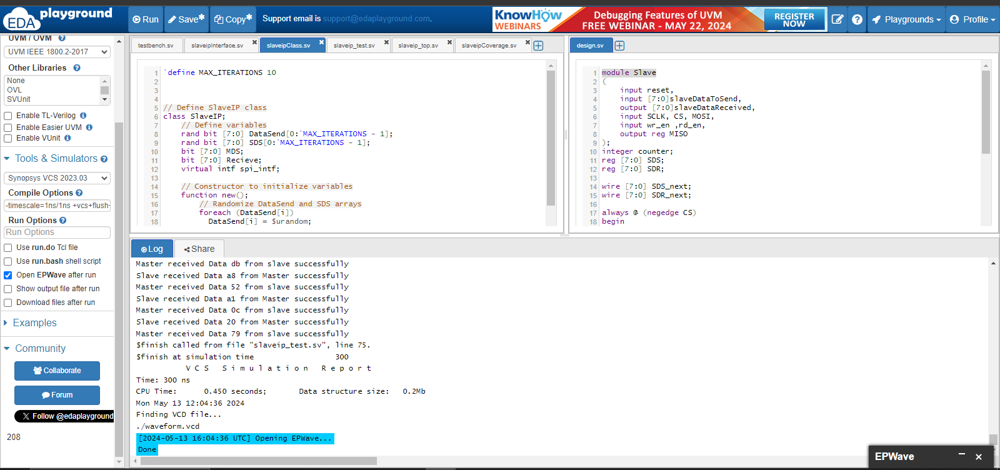 EDA playground
Run
Save*
Copy*
Support email is support@edaplayground.com.
KnowHow
WEBINARS
Debugging Features of UVM
FREE WEBINAR - MAY 22, 2024
REGISTER
NOW
Playgrounds
Profile
UVM / OVM
UVM IEEE 1800.2-2017
Other Libraries
None
OVL
SVUnit
Enable TL-Verilog
Enable Easier UVM
Enable VUnit
Tools & Simulators
Synopsys VCS 2023.03
Compile Options
-timescale=1ns/1ns +vcs+flush+
Run Options
Run Options
Use run.do Tcl file
Use run.bash shell script
Open EPWave after run
Show output file after run
Download files after run
Examples
Community
Collaborate
Forum
Follow @edaplayground
208
testbench.sv
slaveipInterface.sv
slaveipClass.sv
slaveip_test.sv
slaveip_top.sv
slaveipCoverage.sv
1 `define MAX_ITERATIONS 10
2
3
4
5 // Define SlaveIP class
6 class SlaveIP;
7 // Define variables
8 rand bit [7:0] DataSend[0:`MAX_ITERATIONS - 1];
9 rand bit [7:0] SDS[0:`MAX_ITERATIONS - 1];
10 bit [7:0] MDS;
11 bit [7:0] Recieve;
12 virtual intf spi_intf;
13
14 // Constructor to initialize variables
15 function new();
16 // Randomize DataSend and SDS arrays
17 foreach (DataSend[i])
18 DataSend[i] = $urandom;
design.sv
1 module Slave
2 (
3 input reset,
4 input [7:0]slaveDataToSend,
5 output [7:0]slaveDataReceived,
6 input SCLK, CS, MOSI,
7 input wr_en ,rd_en,
8 output reg MISO
9 );
10 integer counter;
11 reg [7:0] SDS;
12 reg [7:0] SDR;
13
14 wire [7:0] SDS_next;
15 wire [7:0] SDR_next;
16
17 always @ (negedge CS)
18 begin
Log
Share
Master received Data db from slave successfully
Slave received Data a8 from Master successfully
Master received Data 52 from slave successfully
Slave received Data a1 from Master successfully
Master received Data 0c from slave successfully
Slave received Data 20 from Master successfully
Master received Data 79 from slave successfully
$finish called from file "slaveip_test.sv", line 75.
$finish at simulation time 300
V C S S i m u l a t i o n R e p o r t
Time: 300 ns
CPU Time: 0.450 seconds; Data structure size: 0.2Mb
Mon May 13 12:04:36 2024
Finding VCD file...
./waveform.vcd
[2024-05-13 16:04:36 UTC] Opening EPWave...
Done
EPWave